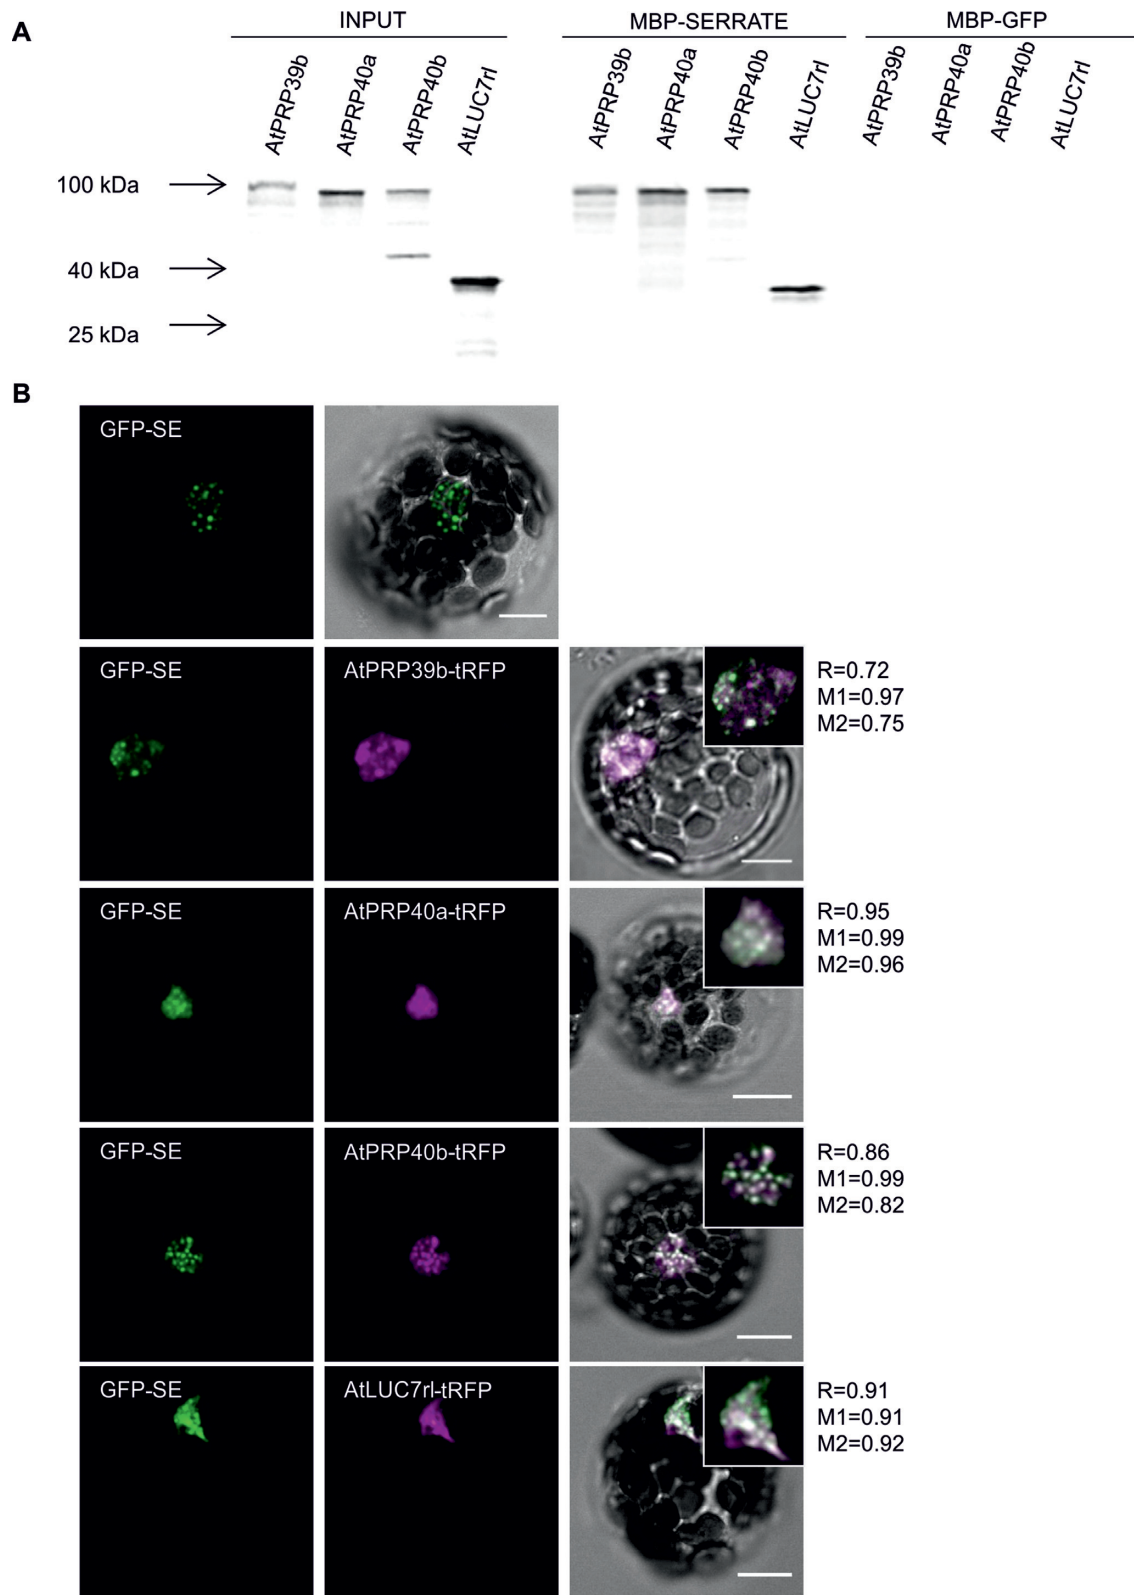 A
INPUT
MBP-SERRATE
MBP-GFP
AtPRP39b
AtPRP40a
AtPRP40b
AtLUC7rl
AtPRP39b
AtPRP40a
AtPRP40b
AtLUC7rl
AtPRP39b
AtPRP40a
AtPRP40b
AtLUC7rl
100 kDa
40 kDa
25 kDa
B
GFP-SE
GFP-SE
AtPRP39b-tRFP
R=0.72
M1=0.97
M2=0.75
GFP-SE
AtPRP40a-tRFP
R=0.95
M1=0.99
M2=0.96
GFP-SE
AtPRP40b-tRFP
R=0.86
M1=0.99
M2=0.82
GFP-SE
AtLUC7rl-tRFP
R=0.91
M1=0.91
M2=0.92